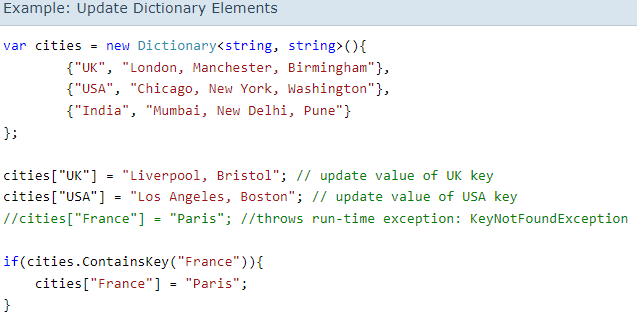 Example: Update Dictionary Elements
var cities = new Dictionary<string, string>(){
        {"UK", "London, Manchester, Birmingham"},
        {"USA", "Chicago, New York, Washington"},
        {"India", "Mumbai, New Delhi, Pune"}
};
cities["UK"] = "Liverpool, Bristol"; // update value of UK key
cities["USA"] = "Los Angeles, Boston"; // update value of USA key
//cities["France"] = "Paris"; //throws run-time exception: KeyNotFoundException
if(cities.ContainsKey("France")){
    cities["France"] = "Paris";
}